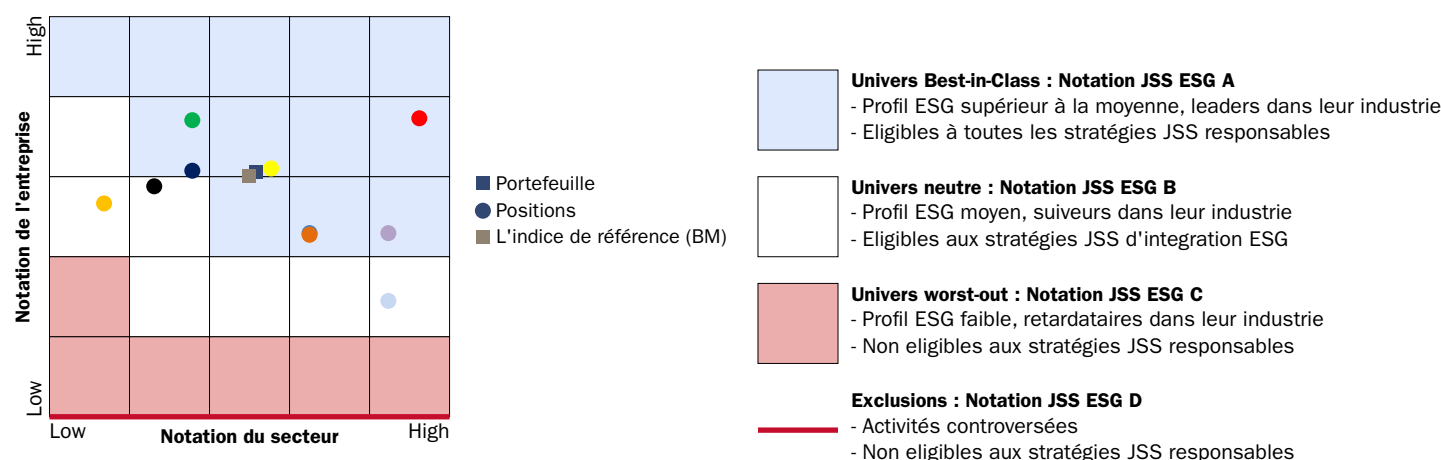 High
Notation de l'entreprise
Low
Low
Notation du secteur
High
Portefeuille
Positions
L'indice de référence (BM)
Univers Best-in-Class : Notation JSS ESG A
- Profil ESG supérieur à la moyenne, leaders dans leur industrie
- Eligibles à toutes les stratégies JSS responsables
Univers neutre : Notation JSS ESG B
- Profil ESG moyen, suiveurs dans leur industrie
- Eligibles aux stratégies JSS d'integration ESG
Univers worst-out : Notation JSS ESG C
- Profil ESG faible, retardataires dans leur industrie
- Non eligibles aux stratégies JSS responsables
Exclusions : Notation JSS ESG D
- Activités controversées
- Non eligibles aux stratégies JSS responsables